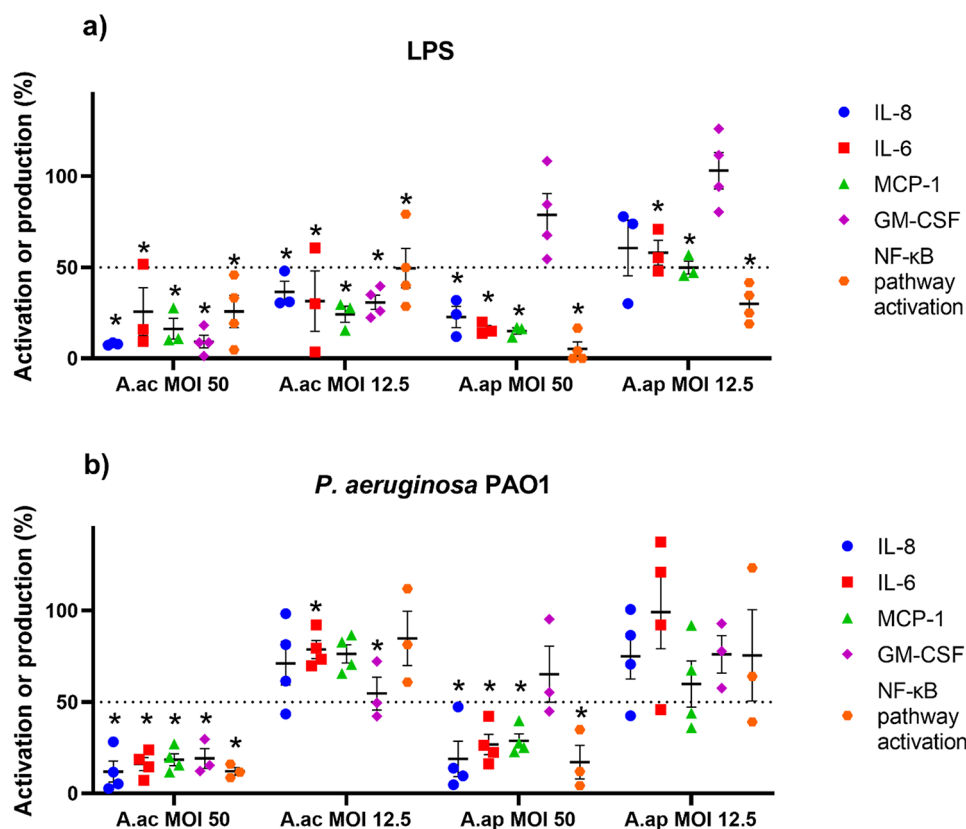 a)
LPS
Activation or production (%)
100
50
0
* * * * * * * * * * * * * * * * *
A.ac MOI 50 A.ac MOI 12.5 A.ap MOI 50 A.ap MOI 12.5
IL-8
IL-6
MCP-1
GM-CSF
NF-κB
pathway
activation
b)
P. aeruginosa PAO1
Activation or production (%)
100
50
0
* * * * * * * * * * *
A.ac MOI 50 A.ac MOI 12.5 A.ap MOI 50 A.ap MOI 12.5
IL-8
IL-6
MCP-1
GM-CSF
NF-κB
pathway
activation